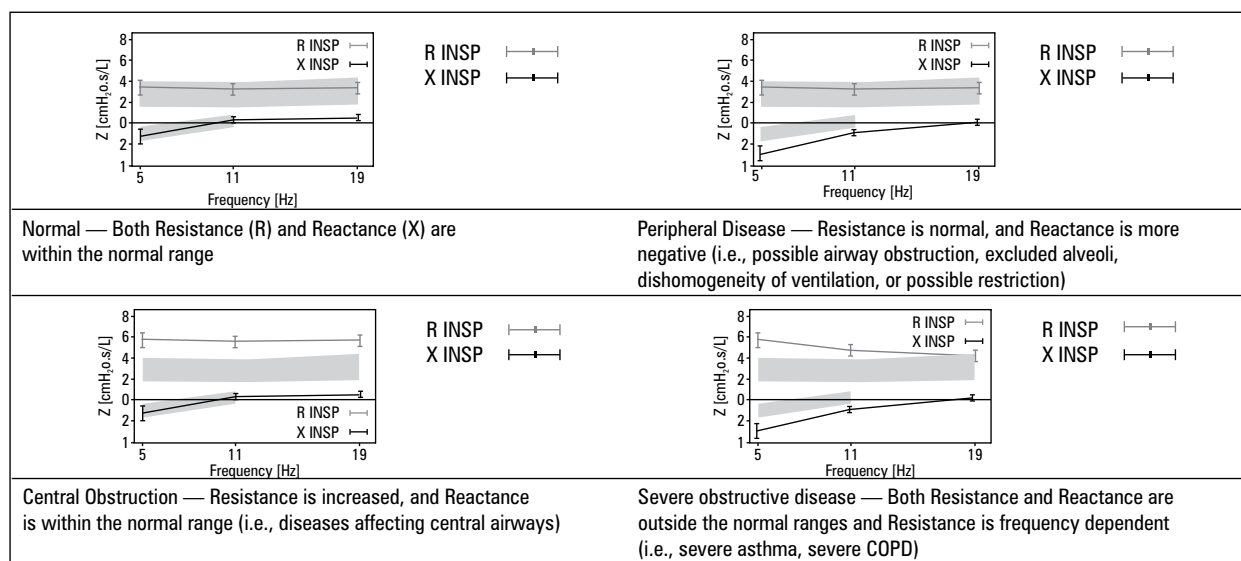 R INSP
X INSP
Z [cmH2o.s/L]
8
6
4
2
0
2
1
5
11
19
Frequency [Hz]
R INSP
X INSP
Normal — Both Resistance (R) and Reactance (X) are
within the normal range
R INSP
X INSP
Z [cmH2o.s/L]
8
6
4
2
0
2
1
5
11
19
Frequency [Hz]
R INSP
X INSP
Peripheral Disease — Resistance is normal, and Reactance is more
negative (i.e., possible airway obstruction, excluded alveoli,
dishomogeneity of ventilation, or possible restriction)
R INSP
X INSP
Z [cmH2o.s/L]
8
6
4
2
0
2
1
R INSP
X INSP
5
11
19
Frequency [Hz]
R INSP
X INSP
Central Obstruction — Resistance is increased, and Reactance
is within the normal range (i.e., diseases affecting central airways)
R INSP
X INSP
Z [cmH2o.s/L]
8
6
4
2
0
2
1
5
11
19
Frequency [Hz]
R INSP
X INSP
Severe obstructive disease — Both Resistance and Reactance are
outside the normal ranges and Resistance is frequency dependent
(i.e., severe asthma, severe COPD)